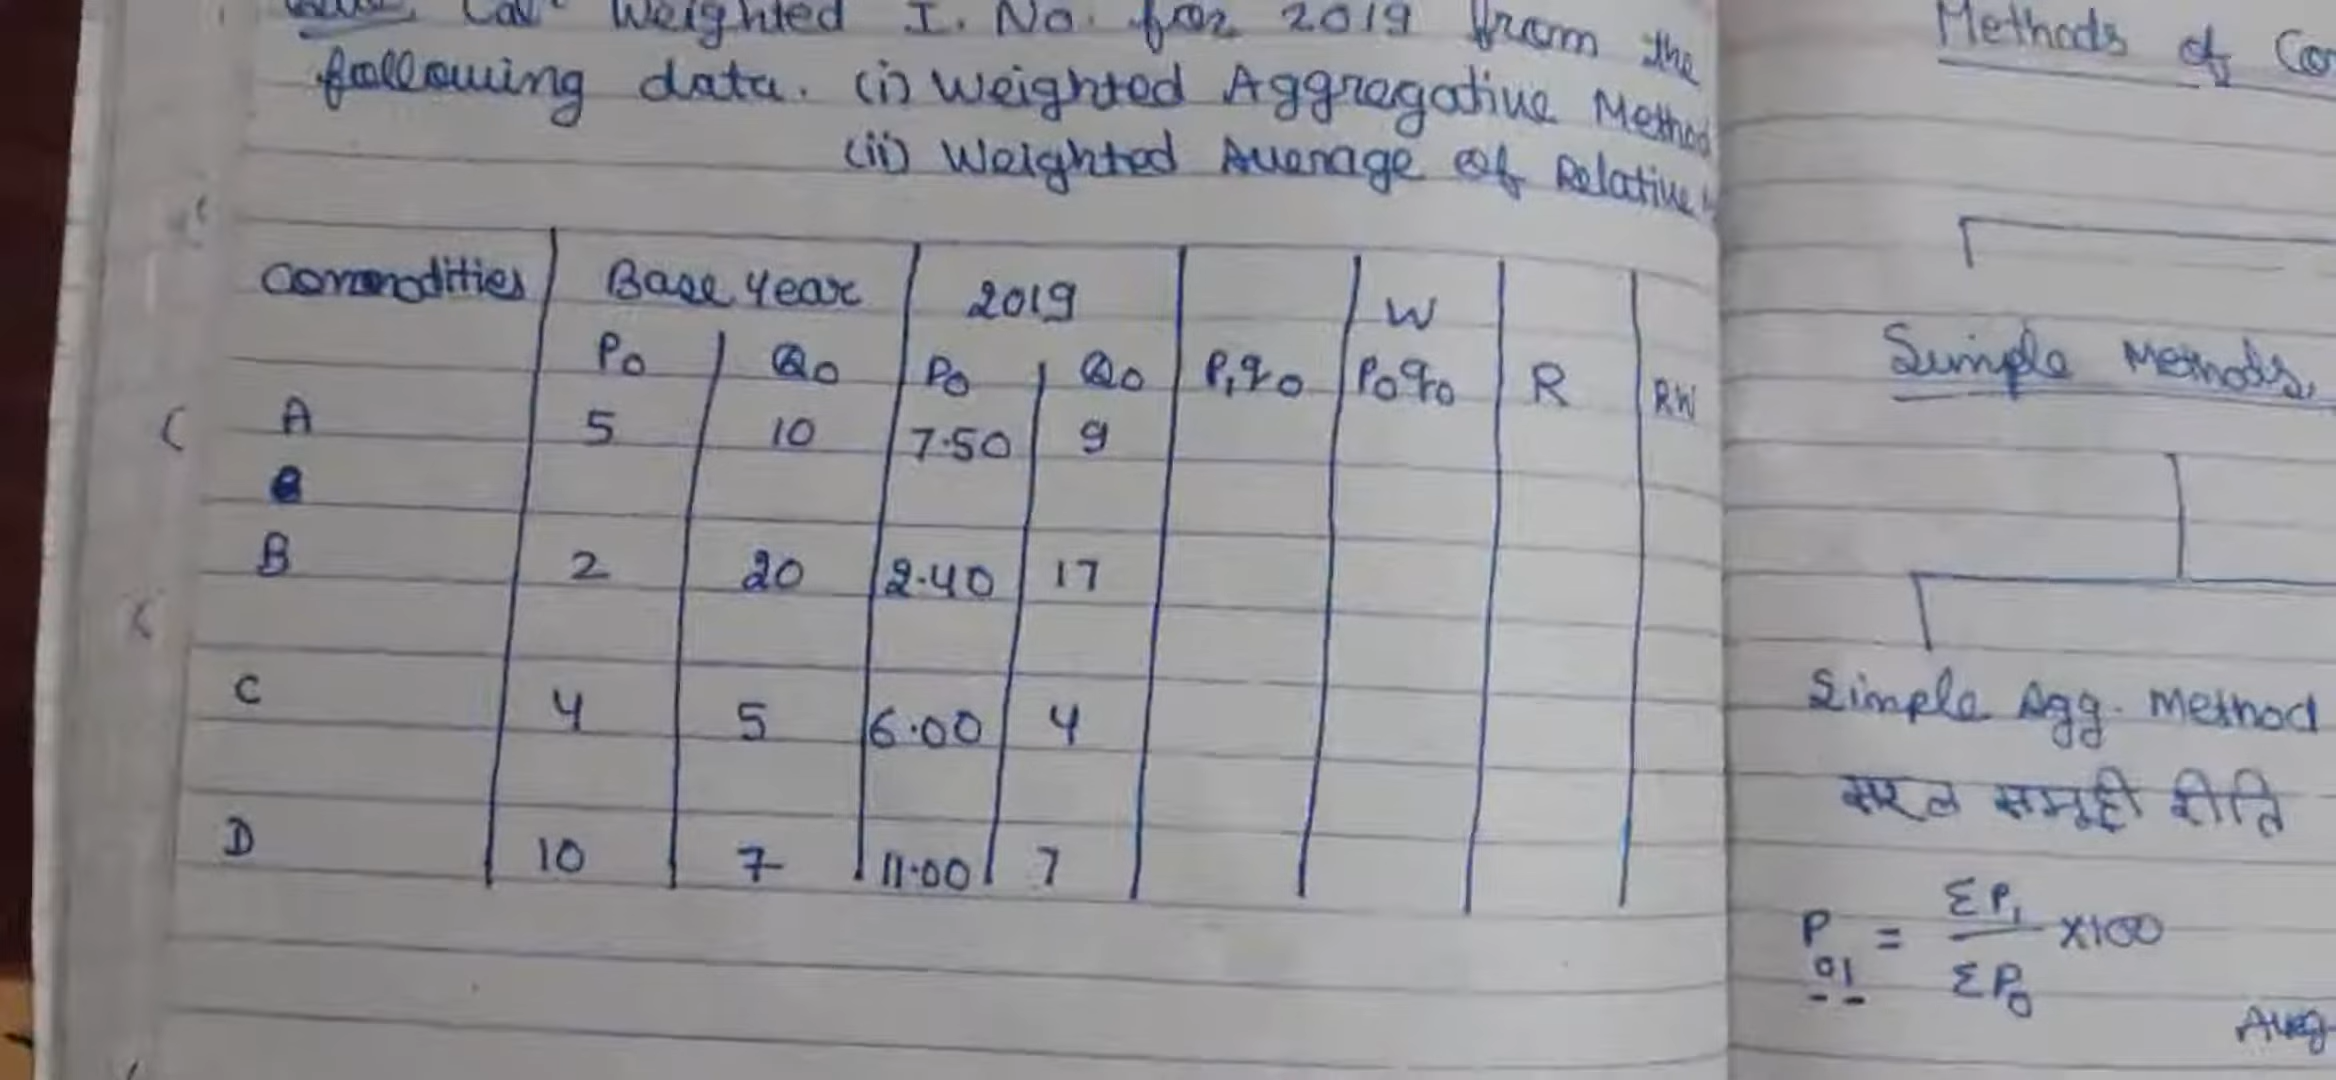 Cal. Weighted I. No. for 2019 from the
following data. (i) Weighted Aggregative Method
(ii) Weighted Average of Relative
Commodities Base year 2019 W
P0 Q0 P0 Q0 P1q0 P0q0 R RW
A 5 10 7.50 9
B 2 20 2.40 17
C 4 5 6.00 4
D 10 7 11.00 7
Methods of
Simple Methods.
Simple Agg. Method
सरल समूही रीति
P01 = ΣP1 / ΣP0 ×100